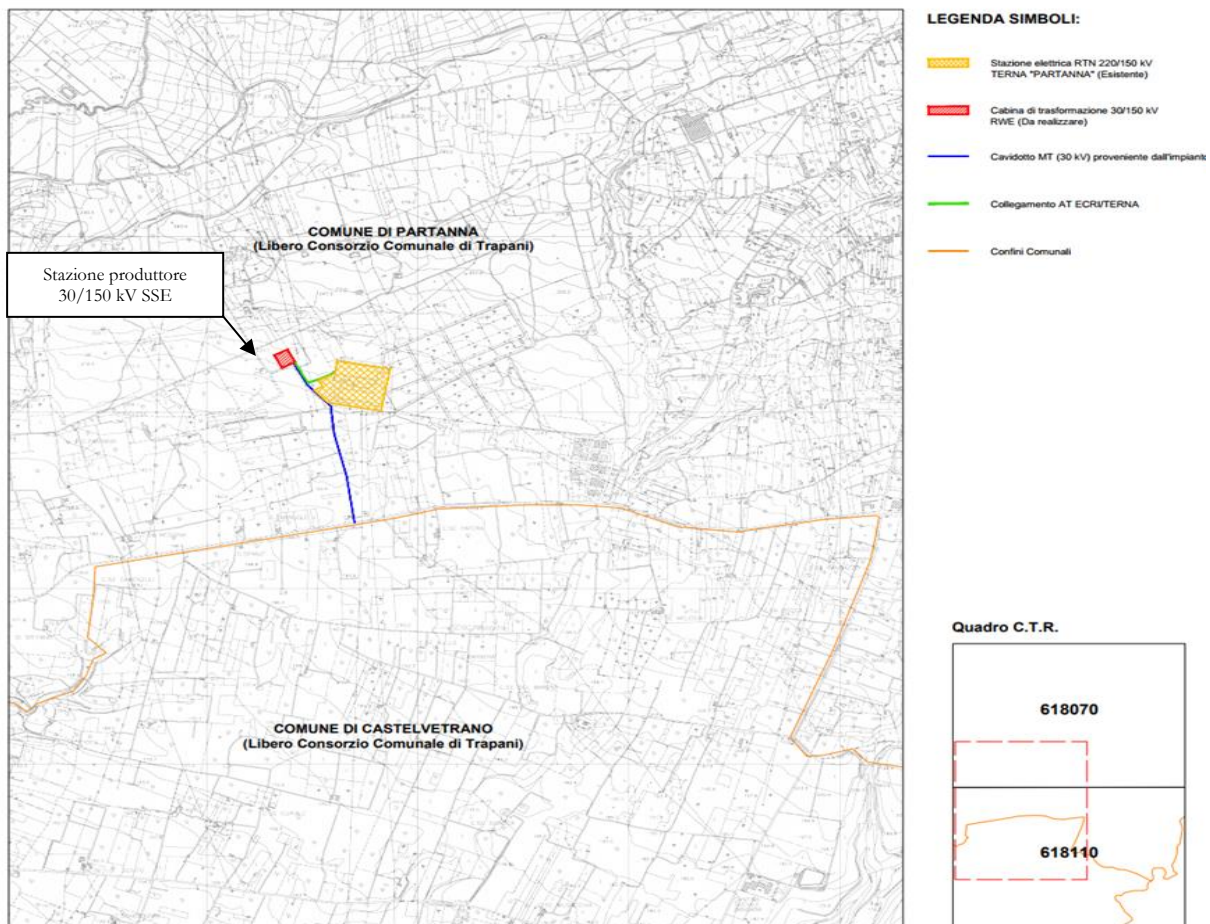 LEGENDA SIMBOLI:
Stazione elettrica RTN 220/150 kV
TERNA "PARTANNA" (Esistente)
Cabina di trasformazione 30/150 kV
RWE (Da realizzare)
Cavidotto MT (30 kV) proveniente dall'impianto
Collegamento AT ECRI/TERNA
Confini Comunali
COMUNE DI PARTANNA
(Libero Consorzio Comunale di Trapani)
Stazione produttore
30/150 kV SSE
COMUNE DI CASTELVETRANO
(Libero Consorzio Comunale di Trapani)
Quadro C.T.R.
618070
618110